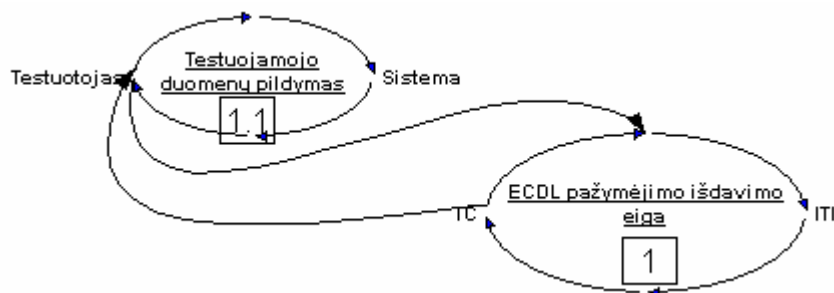 Testuojamojo
Testuotojas
duomenų pildymas
Sistema
1.1
ECDL pažymėjimo išdavimo
TC
eiga
ITI
1